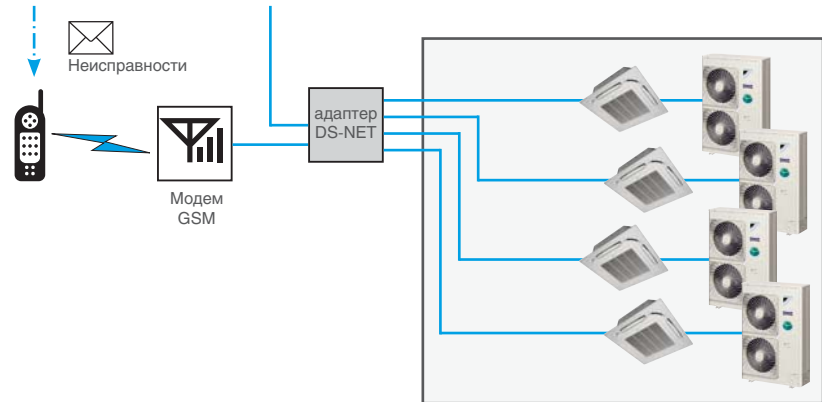 Неисправности
адаптер
DS-NET
Модем
GSM